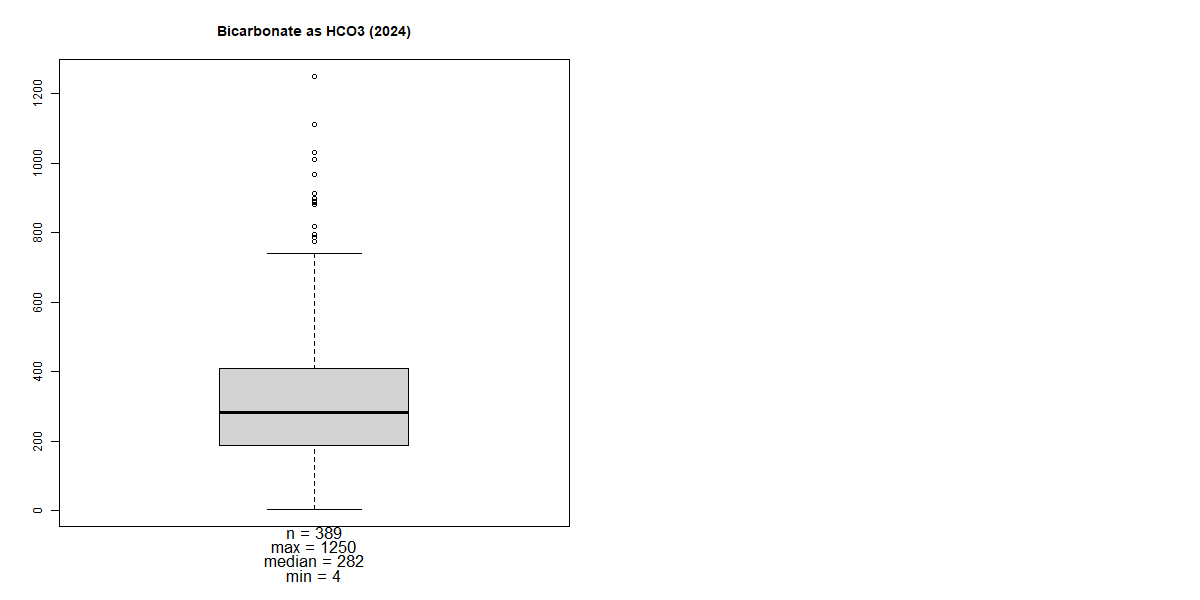 Bicarbonate as HCO3 (2024)
1200
1000
800
600
400
200
0
n = 389
max = 1250
median = 282
min = 4